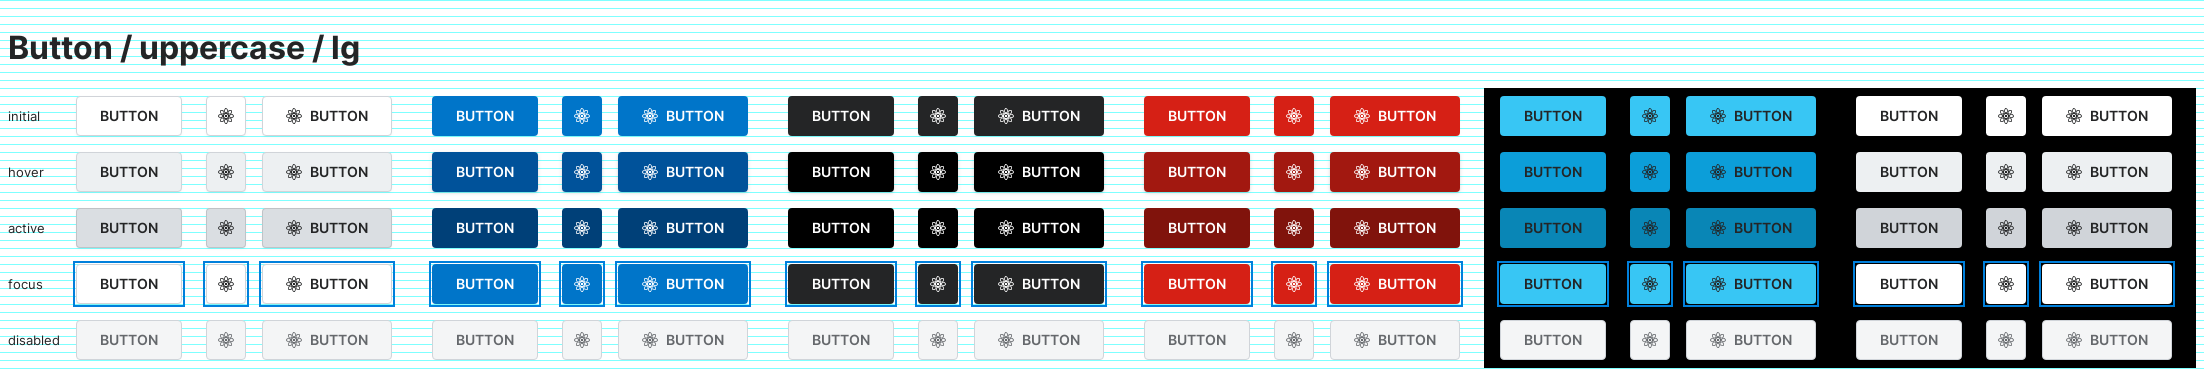 Button / uppercase / lg
initial BUTTON BUTTON BUTTON BUTTON BUTTON BUTTON BUTTON BUTTON BUTTON BUTTON BUTTON BUTTON
hover BUTTON BUTTON BUTTON BUTTON BUTTON BUTTON BUTTON BUTTON BUTTON BUTTON BUTTON BUTTON
active BUTTON BUTTON BUTTON BUTTON BUTTON BUTTON BUTTON BUTTON BUTTON BUTTON BUTTON BUTTON
focus BUTTON BUTTON BUTTON BUTTON BUTTON BUTTON BUTTON BUTTON BUTTON BUTTON BUTTON BUTTON
disabled BUTTON BUTTON BUTTON BUTTON BUTTON BUTTON BUTTON BUTTON BUTTON BUTTON BUTTON BUTTON